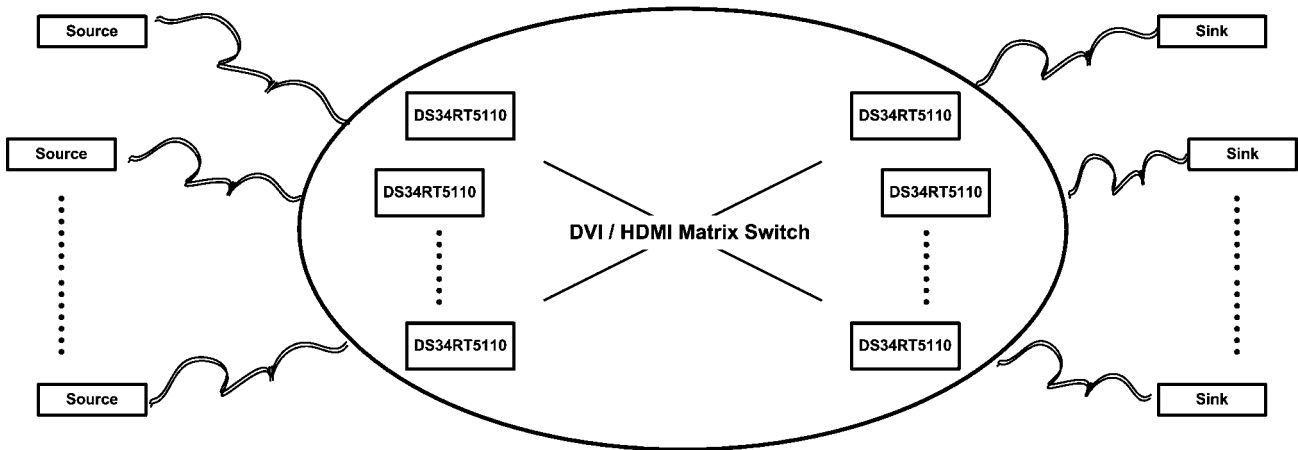 Source
Sink
DS34RT5110
DS34RT5110
Source
Sink
DS34RT5110
DS34RT5110
DVI / HDMI Matrix Switch
DS34RT5110
DS34RT5110
Source
Sink